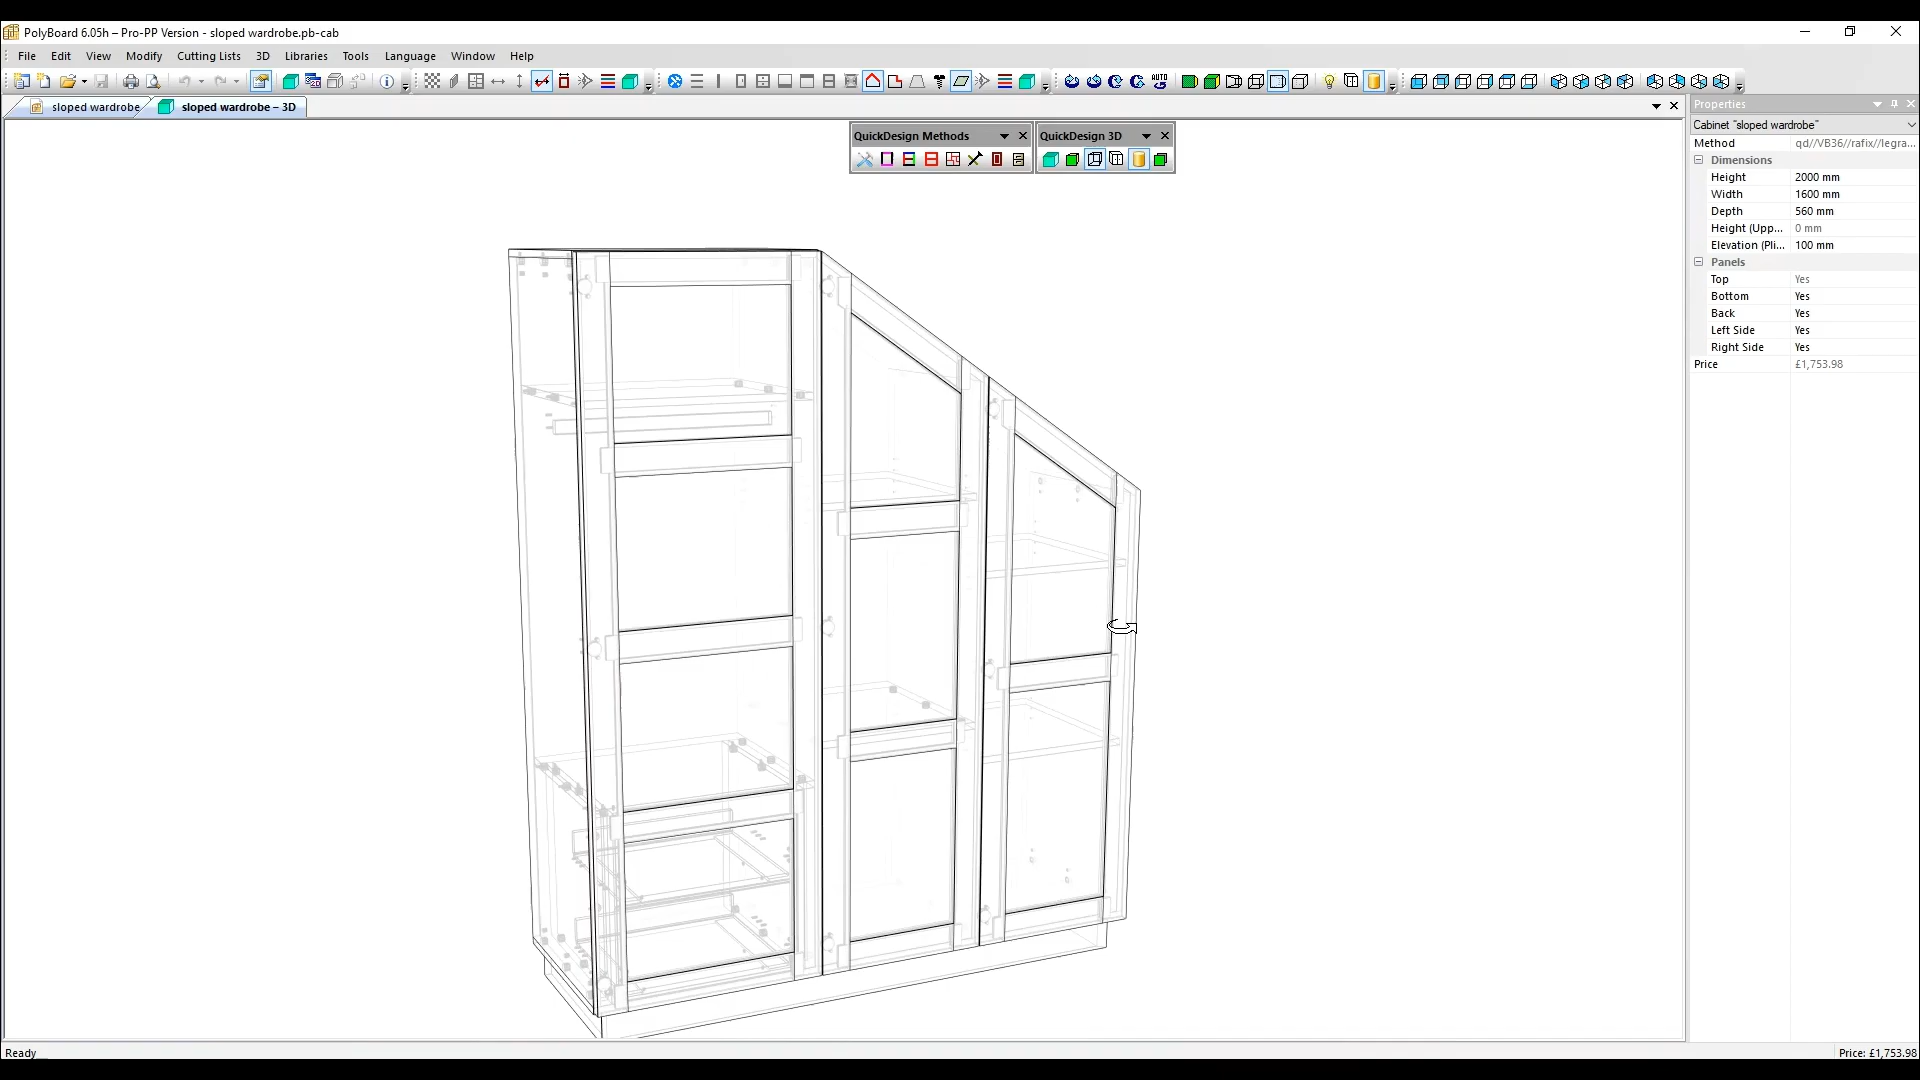 PolyBoard 6.05h – Pro-PP Version - sloped wardrobe.pb-cab
File Edit View Modify Cutting Lists 3D Libraries Tools Language Window Help
AUTO
sloped wardrobe
sloped wardrobe – 3D
QuickDesign Methods
QuickDesign 3D
Properties
Cabinet "sloped wardrobe"
Method qd//VB36//rafix//legra...
Dimensions
Height 2000 mm
Width 1600 mm
Depth 560 mm
Height (Upp... 0 mm
Elevation (Pli... 100 mm
Panels
Top Yes
Bottom Yes
Back Yes
Left Side Yes
Right Side Yes
Price £1,753.98
Ready
Price: £1,753.98